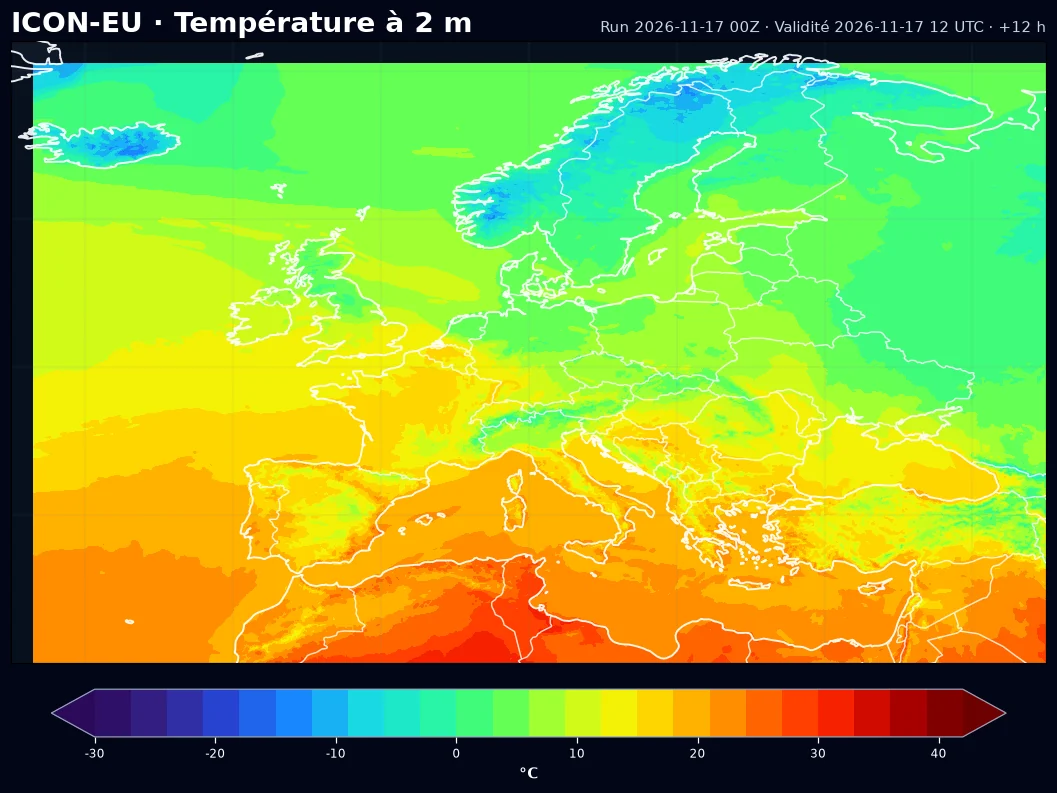 ICON-EU · Température à 2 m
Run 2026-11-17 00Z · Validité 2026-11-17 12 UTC · +12 h
-30 -20 -10 0 10 20 30 40
°C